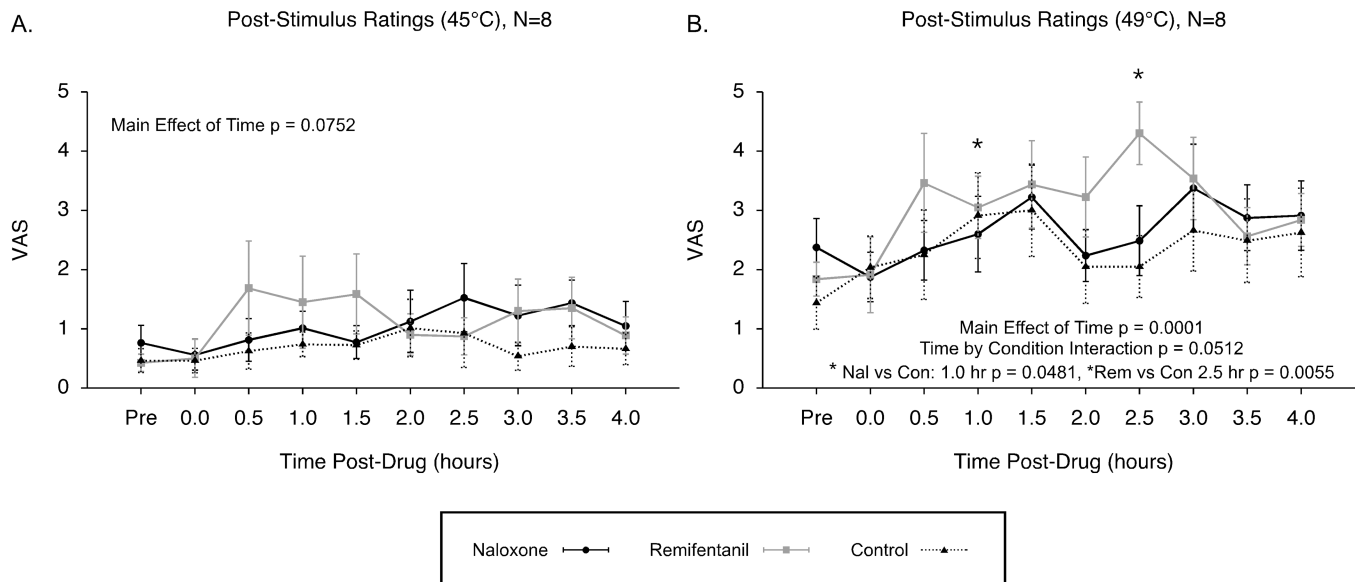 A.
Post-Stimulus Ratings (45°C), N=8
5
4
3
2
1
0
VAS
Main Effect of Time p = 0.0752
Pre 0.0 0.5 1.0 1.5 2.0 2.5 3.0 3.5 4.0
Time Post-Drug (hours)
B.
Post-Stimulus Ratings (49°C), N=8
5
4
3
2
1
0
VAS
*
*
Main Effect of Time p = 0.0001
Time by Condition Interaction p = 0.0512
* Nal vs Con: 1.0 hr p = 0.0481, *Rem vs Con 2.5 hr p = 0.0055
Pre 0.0 0.5 1.0 1.5 2.0 2.5 3.0 3.5 4.0
Time Post-Drug (hours)
Naloxone Remifentanil Control